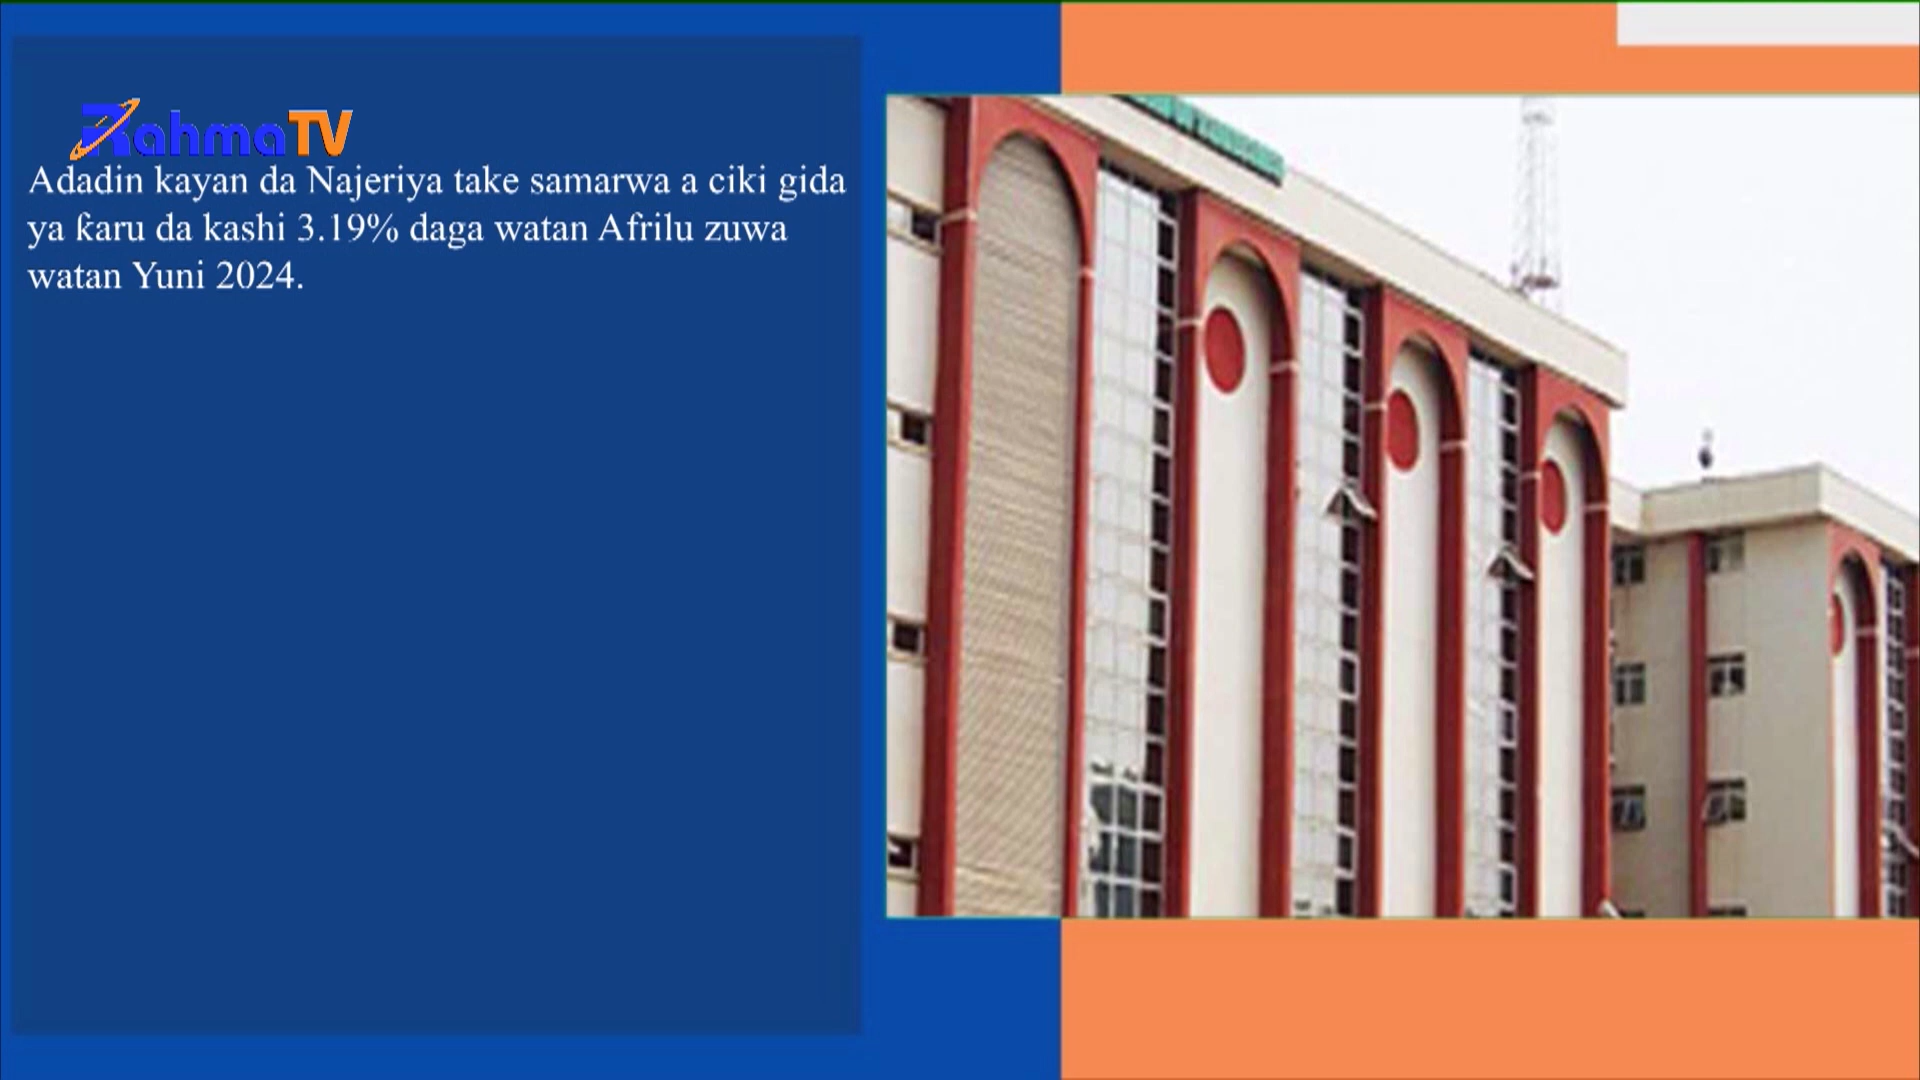 RahmaTV
Adadin kayan da Najeriya take samarwa a ciki gida
ya ƙaru da kashi 3.19% daga watan Afrilu zuwa
watan Yuni 2024.